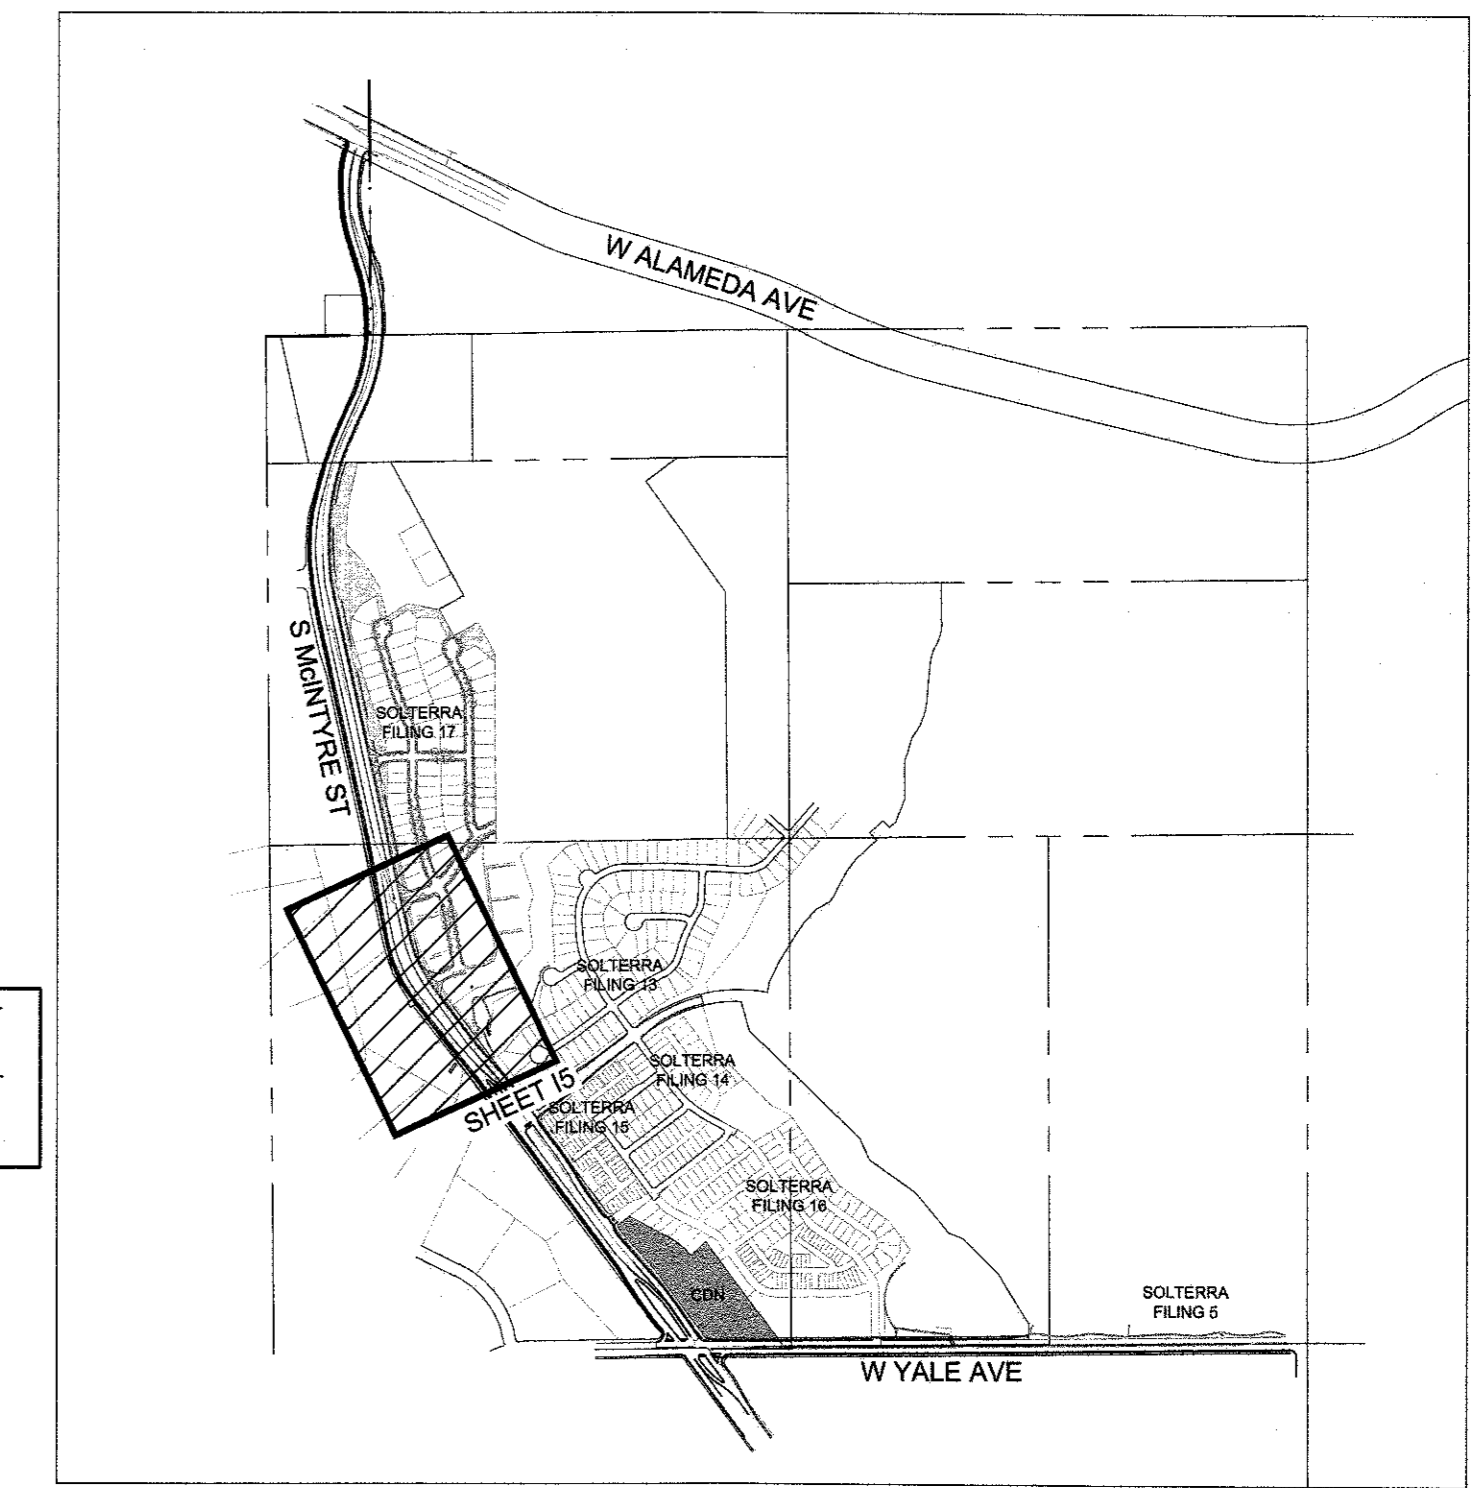 W ALAMEDA AVE
S McINTYRE ST
SOLTERRA
FILING 17
SOLTERRA
FILING 13
SOLTERRA
FILING 14
SHEET I5
SOLTERRA
FILING 15
SOLTERRA
FILING 16
CDN
SOLTERRA
FILING 5
W YALE AVE